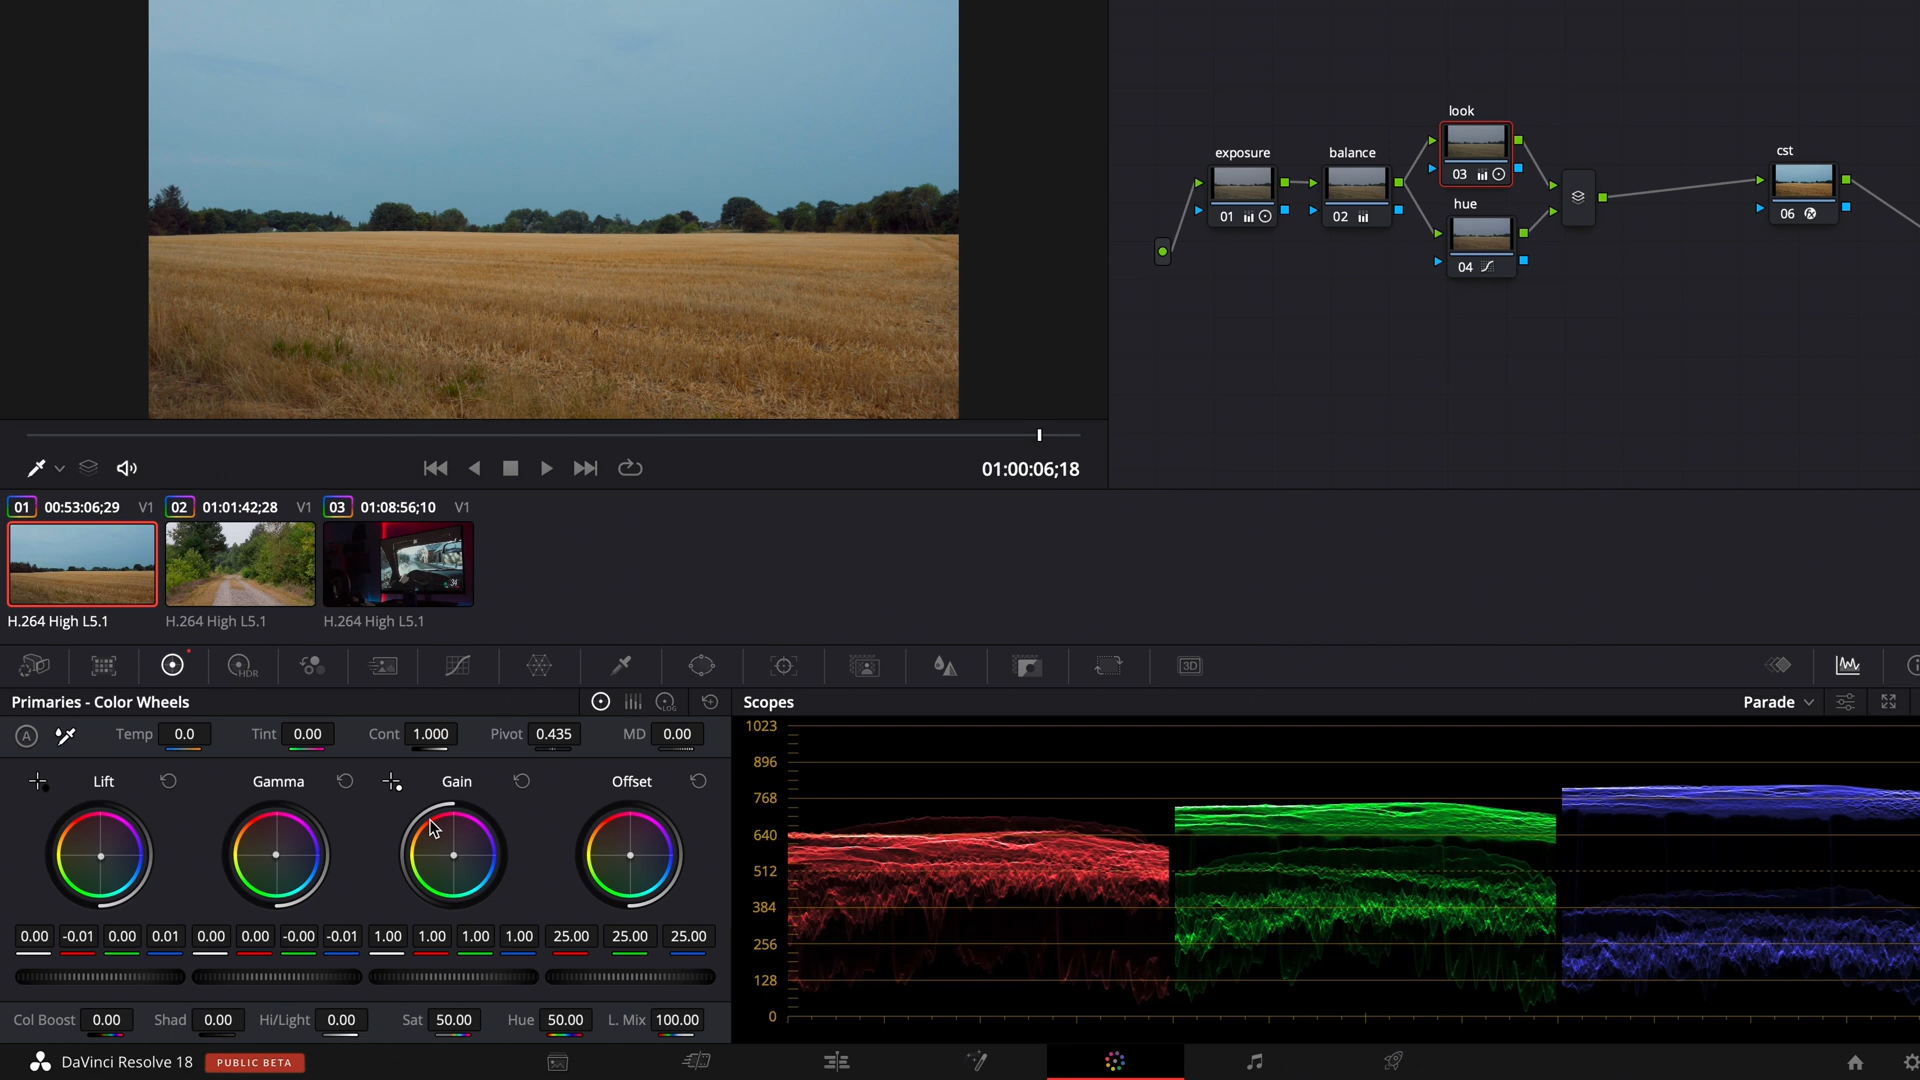 look
exposure
balance
cst
03
hue
01
02
06
04
01:00:06;18
01 00:53:06;29 V1 02 01:01:42;28 V1 03 01:08:56;10 V1
H.264 High L5.1 H.264 High L5.1 H.264 High L5.1
HDR
3D
Primaries - Color Wheels
LOG
Scopes
Parade
A Temp 0.0 Tint 0.00 Cont 1.000 Pivot 0.435 MD 0.00
Lift Gamma Gain Offset
0.00 -0.01 0.00 0.01 0.00 0.00 -0.00 -0.01 1.00 1.00 1.00 1.00 25.00 25.00 25.00
Col Boost 0.00 Shad 0.00 Hi/Light 0.00 Sat 50.00 Hue 50.00 L. Mix 100.00
1023
896
768
640
512
384
256
128
0
DaVinci Resolve 18 PUBLIC BETA